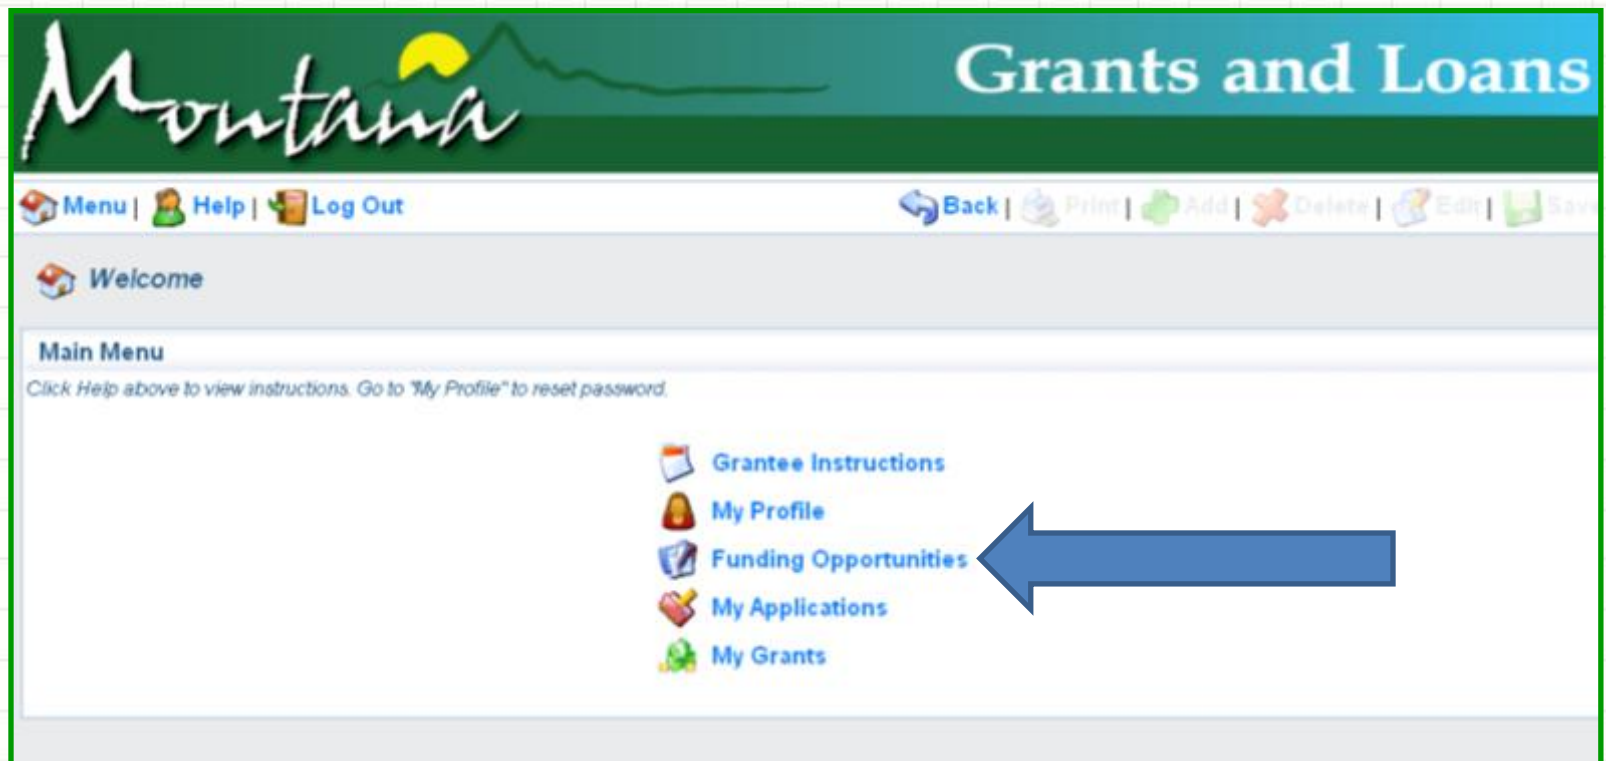 Montana
Grants and Loans
Menu | Help | Log Out
Back | Print | Add | Delete | Edit | Save
Welcome
Main Menu
Click Help above to view instructions. Go to "My Profile" to reset password.
Grantee Instructions
My Profile
Funding Opportunities
My Applications
My Grants